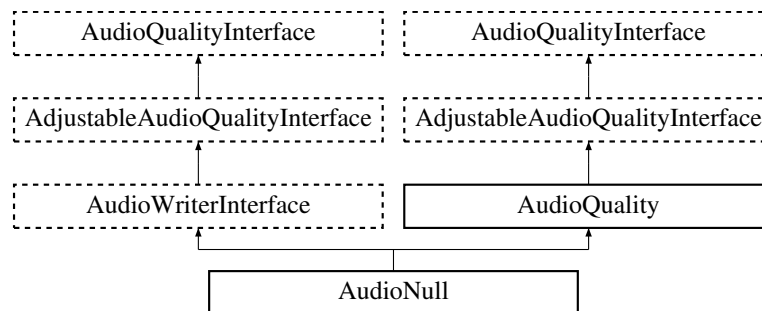 AudioQualityInterface AudioQualityInterface
AdjustableAudioQualityInterface AdjustableAudioQualityInterface
AudioWriterInterface AudioQuality
AudioNull